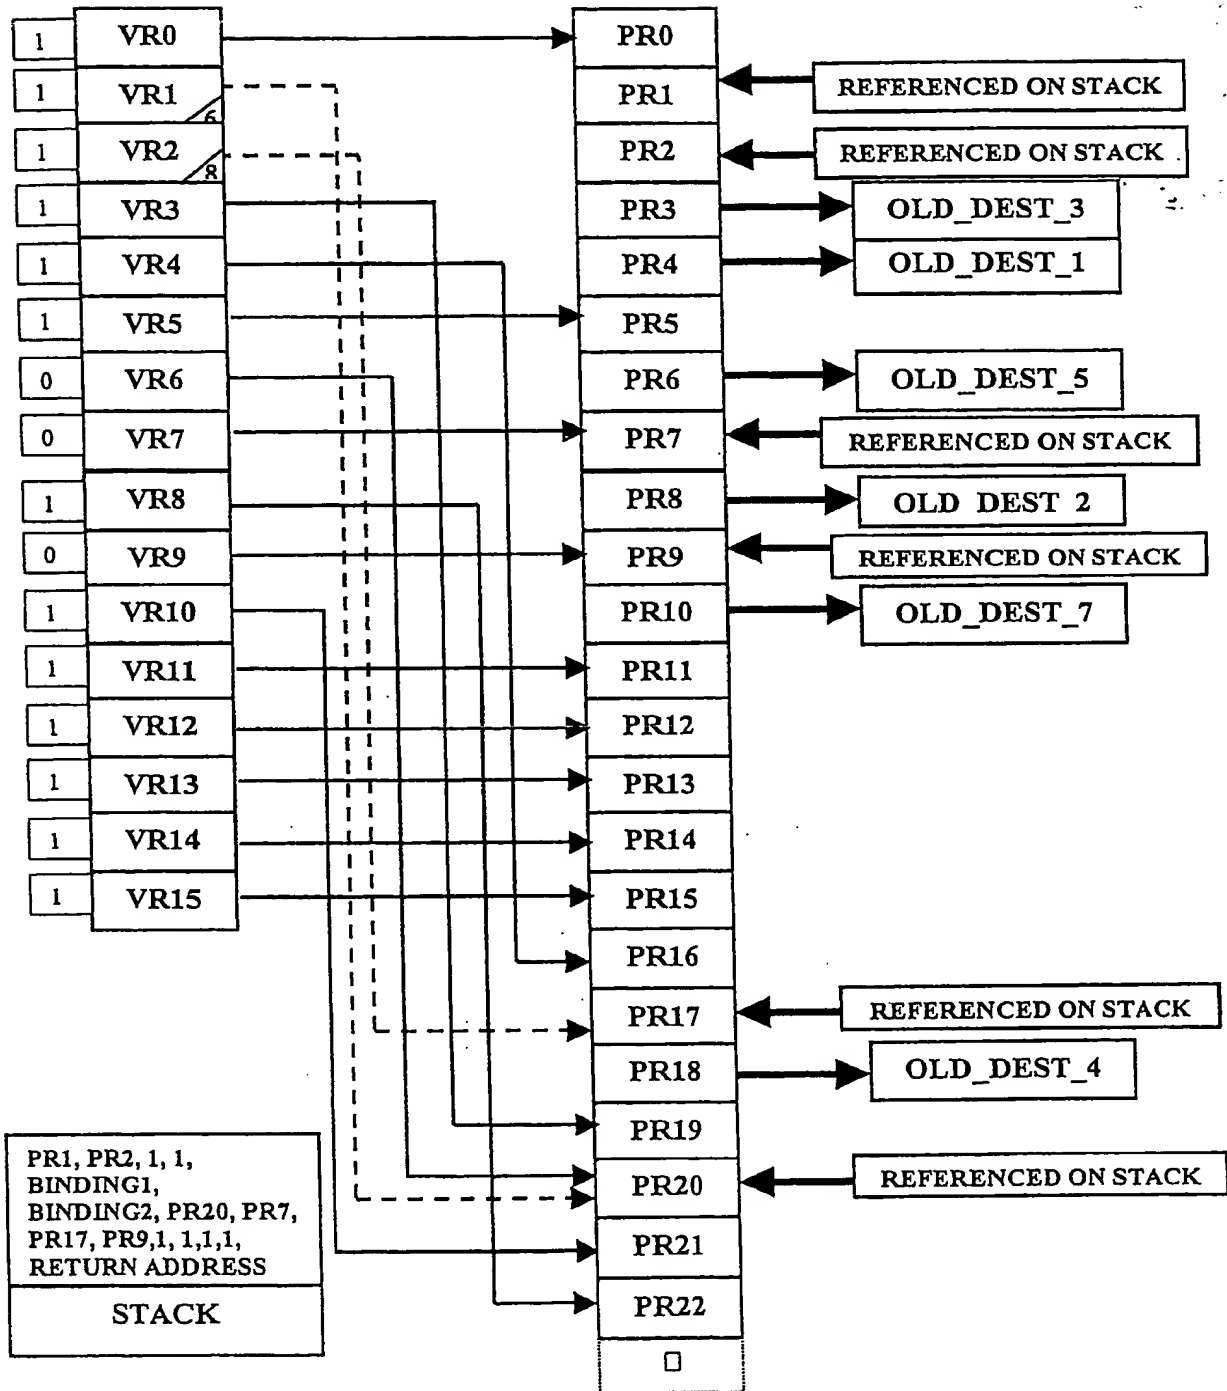 1 VR0 PR0
1 VR1 6 PR1 REFERENCED ON STACK
1 VR2 8 PR2 REFERENCED ON STACK
1 VR3 PR3 OLD_DEST_3
1 VR4 PR4 OLD_DEST_1
1 VR5 PR5
0 VR6 PR6 OLD_DEST_5
0 VR7 PR7 REFERENCED ON STACK
1 VR8 PR8 OLD DEST 2
0 VR9 PR9 REFERENCED ON STACK
1 VR10 PR10 OLD_DEST_7
1 VR11 PR11
1 VR12 PR12
1 VR13 PR13
1 VR14 PR14
1 VR15 PR15
PR16
PR17 REFERENCED ON STACK
PR18 OLD_DEST_4
PR19
PR20 REFERENCED ON STACK
PR21
PR22
PR1, PR2, 1, 1,
BINDING1,
BINDING2, PR20, PR7,
PR17, PR9,1, 1,1,1,
RETURN ADDRESS
STACK